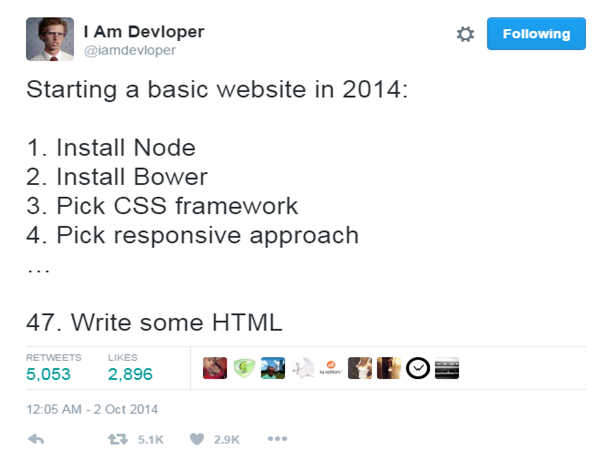 I Am Devloper
@iamdevloper
Following
Starting a basic website in 2014:
1. Install Node
2. Install Bower
3. Pick CSS framework
4. Pick responsive approach
...
47. Write some HTML
RETWEETS LIKES
5,053 2,896
12:05 AM - 2 Oct 2014
5.1K 2.9K